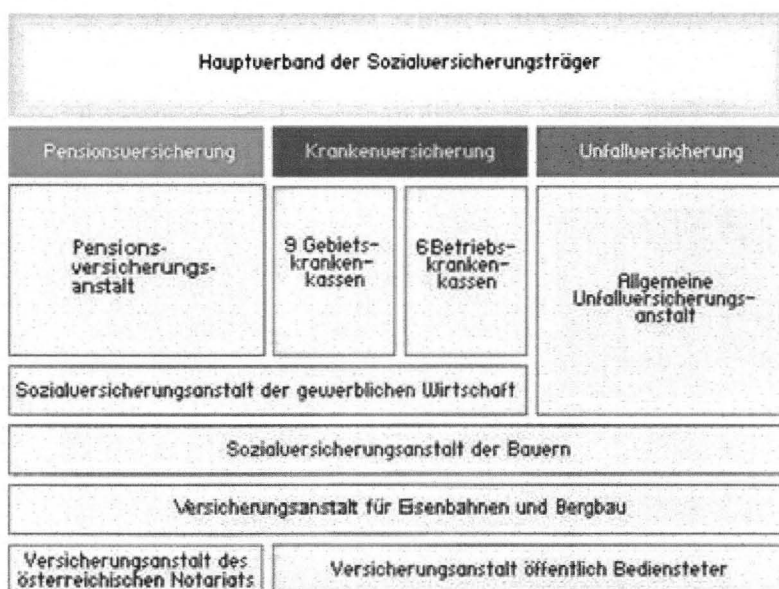 Hauptverband der Sozialversicherungsträger
Pensionsversicherung
Krankenversicherung
Unfallversicherung
Pensions-
versicherungs-
anstalt
9 Gebiets-
kranken-
kassen
6 Betriebs-
kranken-
kassen
Allgemeine
Unfallversicherungs-
anstalt
Sozialversicherungsanstalt der gewerblichen Wirtschaft
Sozialversicherungsanstalt der Bauern
Versicherungsanstalt für Eisenbahnen und Bergbau
Versicherungsanstalt des
österreichischen Notariats
Versicherungsanstalt öffentlich Bediensteter